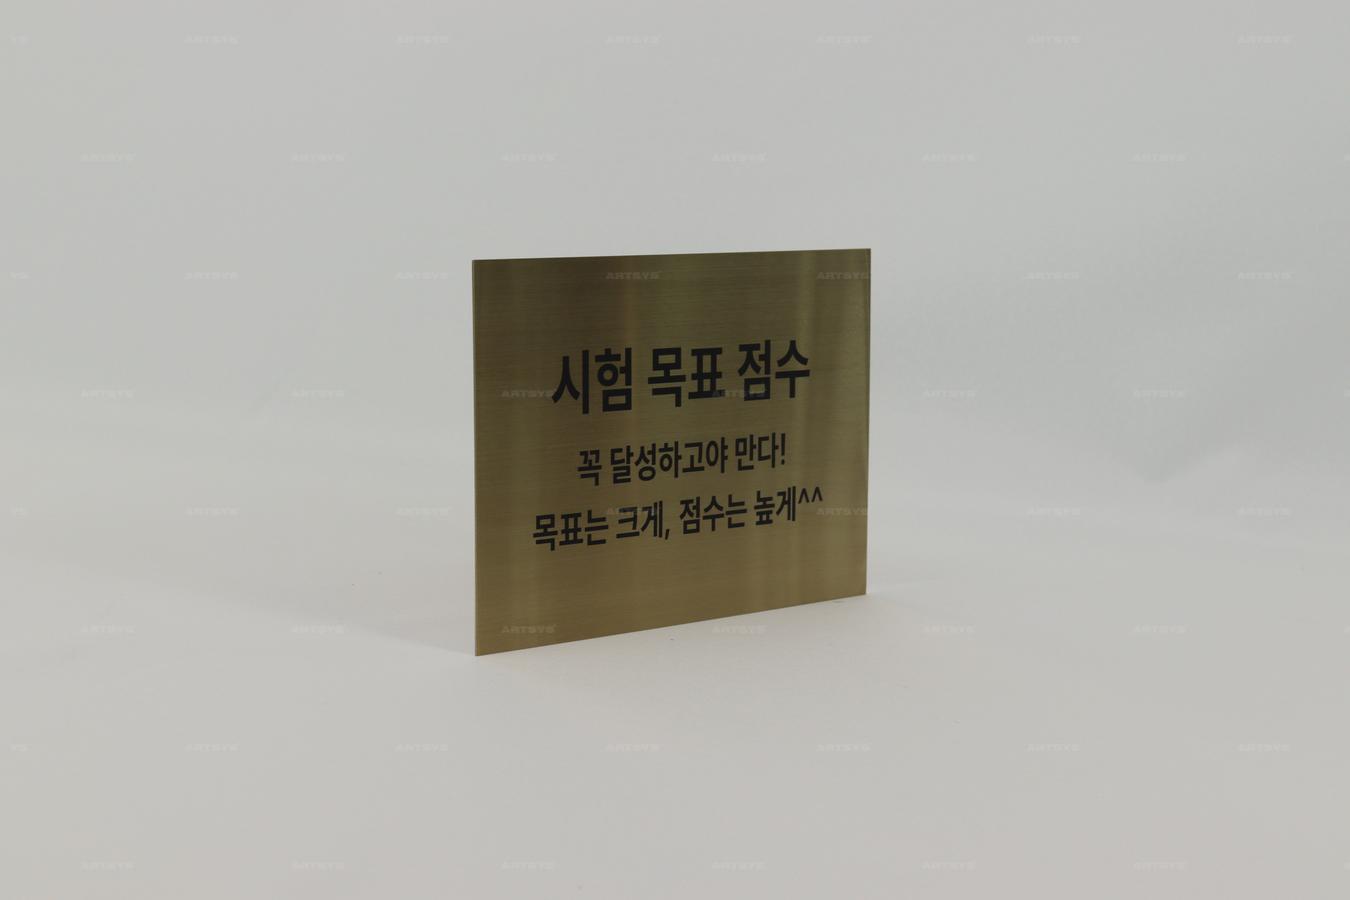 시험 목표 점수
꼭 달성하고야 만다!
목표는 크게, 점수는 높게^^
ARTSYS